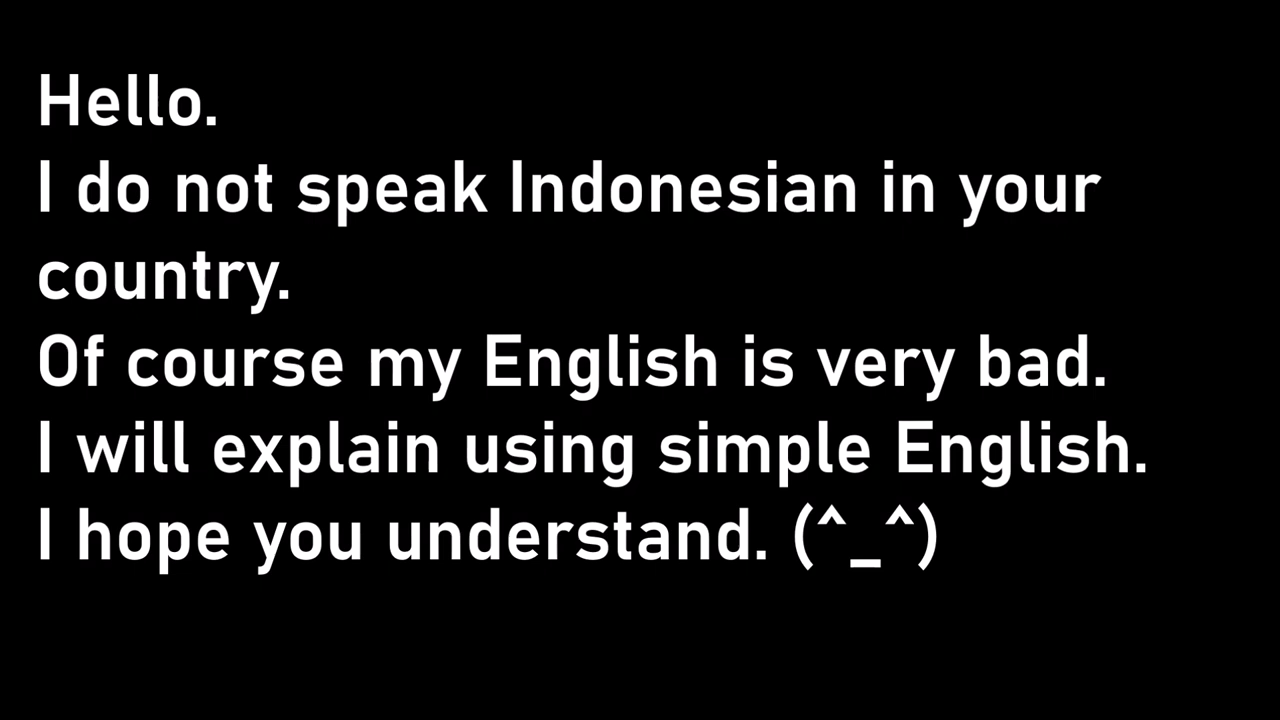 Hello.
I do not speak Indonesian in your
country.
Of course my English is very bad.
I will explain using simple English.
I hope you understand. (^_^)